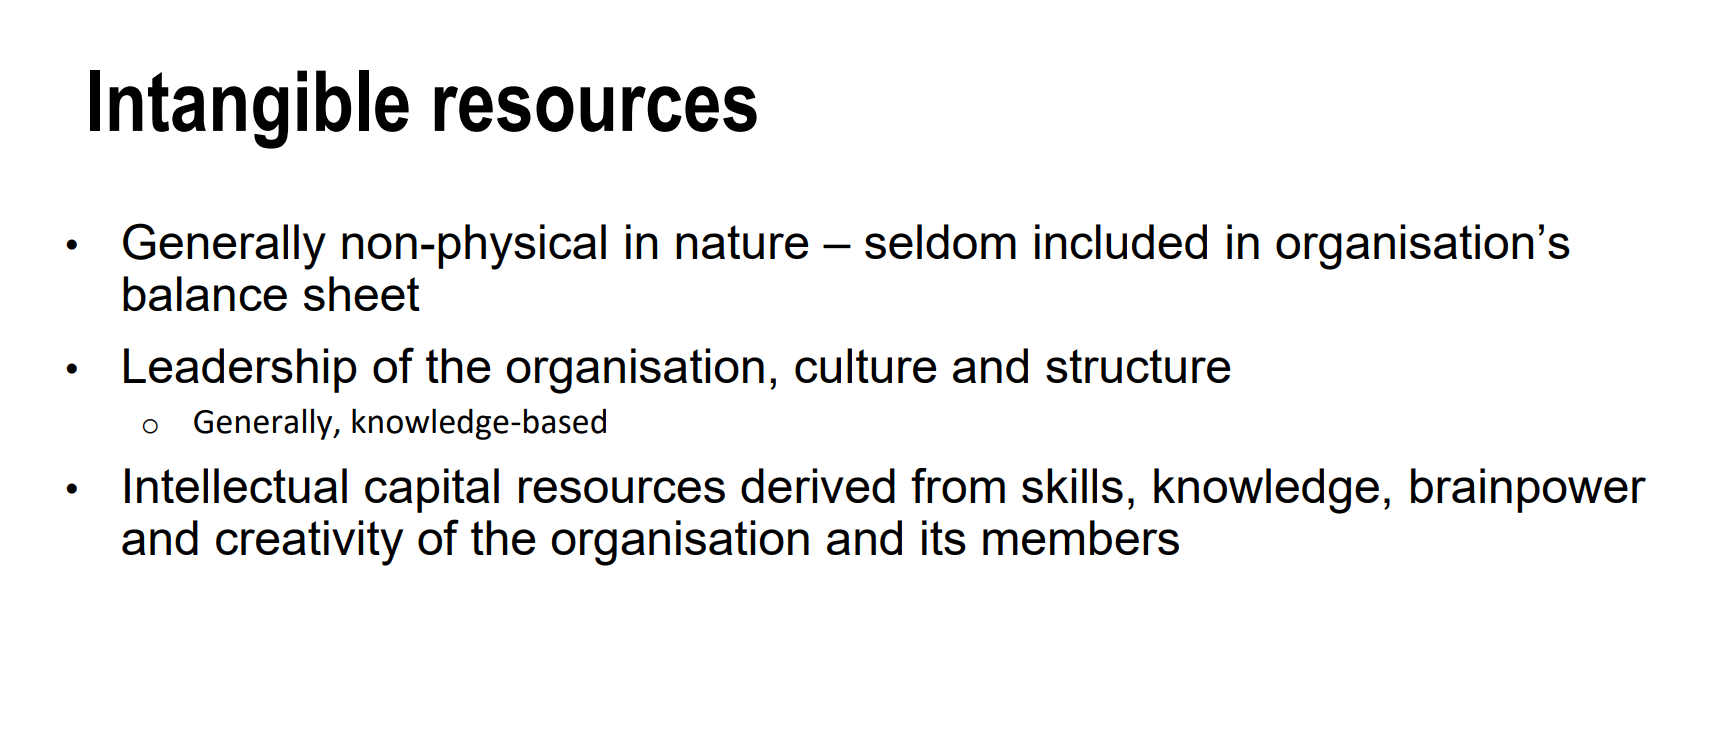 Intangible resources
• Generally non-physical in nature – seldom included in organisation’s
balance sheet
• Leadership of the organisation, culture and structure
o Generally, knowledge-based
• Intellectual capital resources derived from skills, knowledge, brainpower
and creativity of the organisation and its members